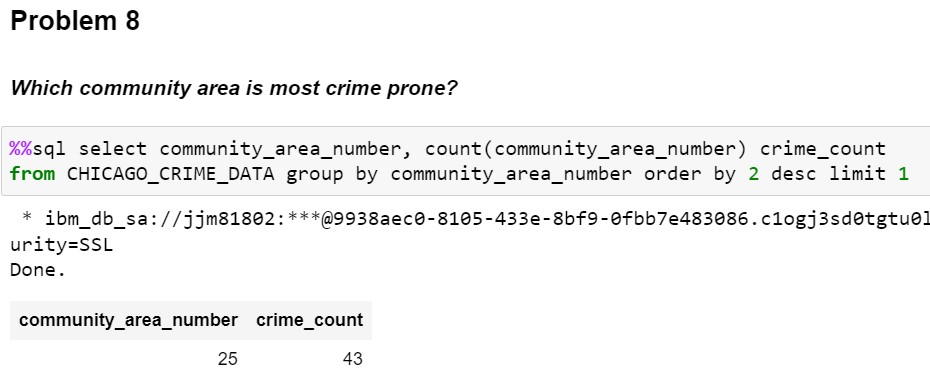 Problem 8
Which community area is most crime prone?
%%sql select community_area_number, count(community_area_number) crime_count
from CHICAGO_CRIME_DATA group by community_area_number order by 2 desc limit 1
* ibm_db_sa://jjm81802:***@9938aec0-8105-433e-8bf9-0fbb7e483086.c1ogj3sd0tgtu0l
urity=SSL
Done.
community_area_number crime_count
25 43